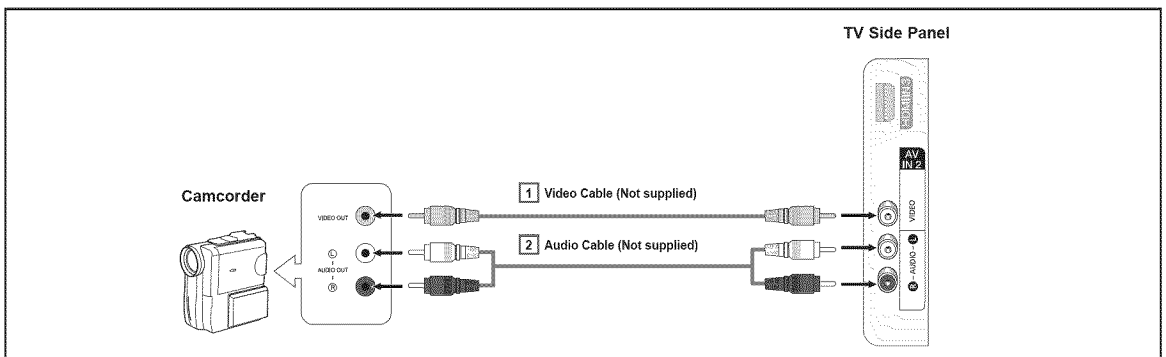 TV Side Panel
AV
IN 2
VIDEO
R - AUDIO - L
Camcorder
VIDEO OUT
L
AUDIO OUT
R
1 Video Cable (Not supplied)
2 Audio Cable (Not supplied)